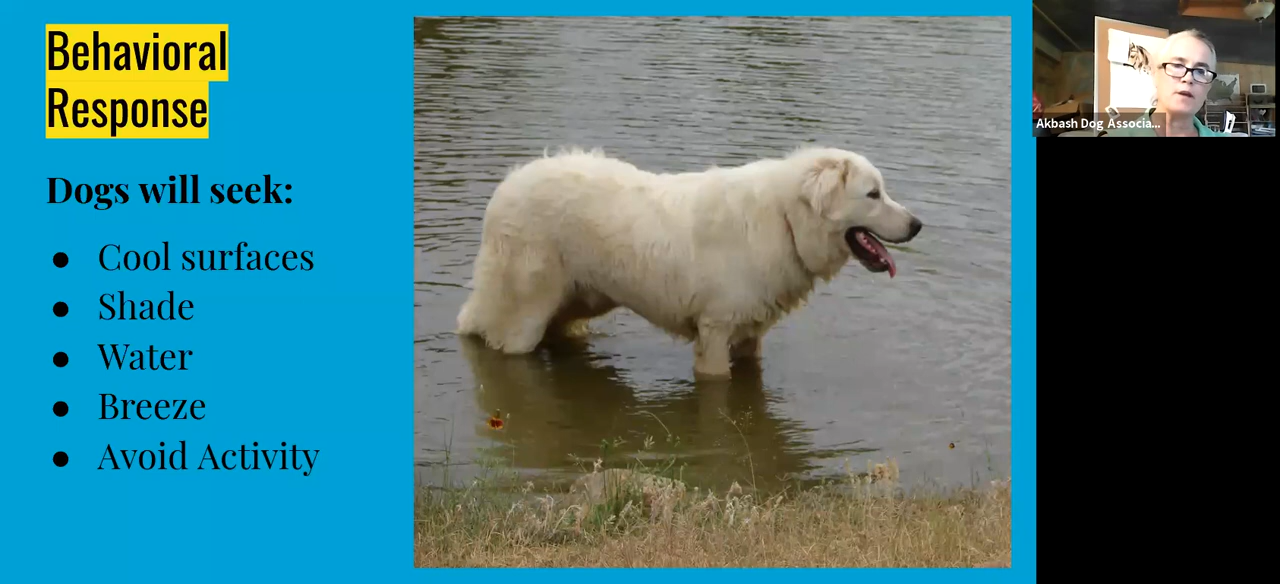 Behavioral
Response
Dogs will seek:
● Cool surfaces
● Shade
● Water
● Breeze
● Avoid Activity
Akbash Dog Associa...